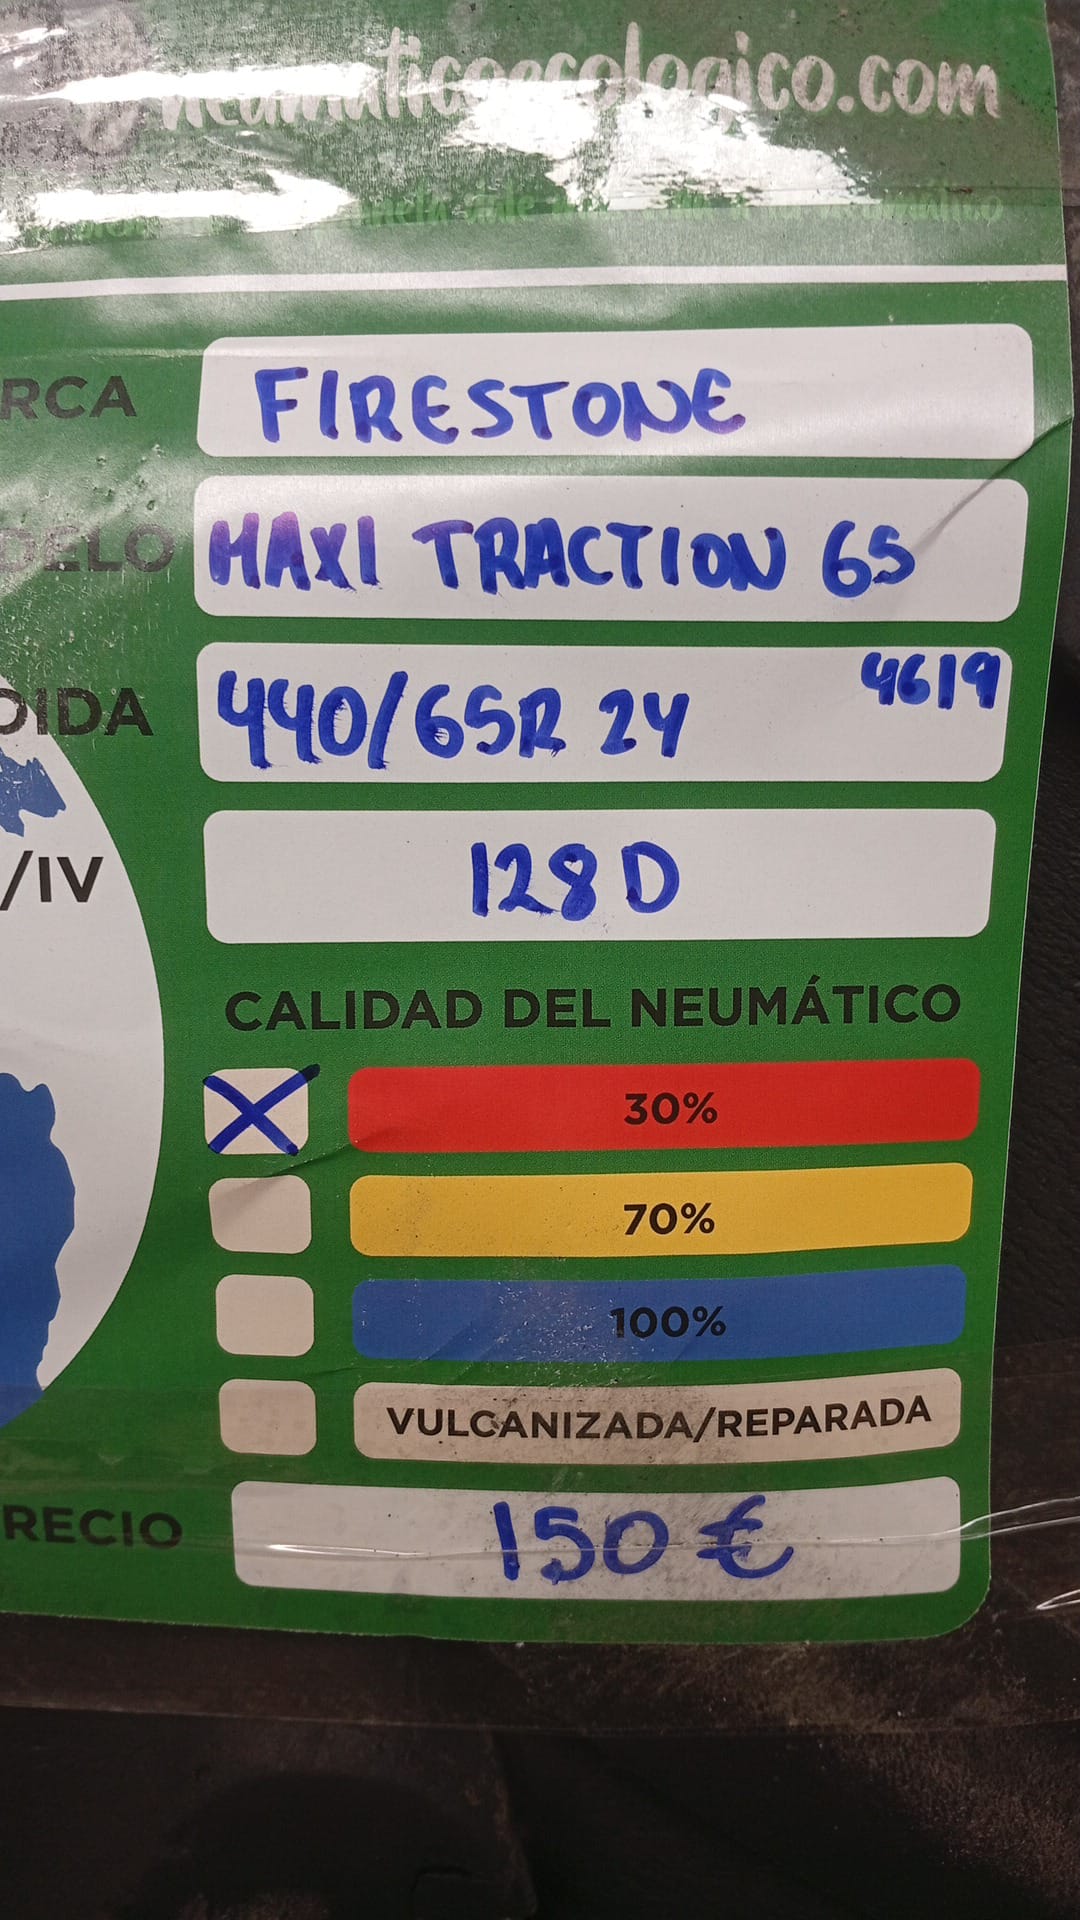 neumaticoecologico.com
neumático
RCA FIRESTONE
DELO MAXI TRACTION 65
DIDA 440/65R 24 4619
/IV 128 D
CALIDAD DEL NEUMÁTICO
30%
70%
100%
VULCANIZADA/REPARADA
RECIO 150 €